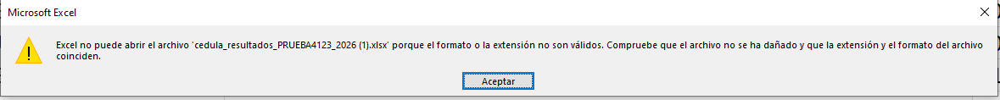 Microsoft Excel
Excel no puede abrir el archivo 'cedula_resultados_PRUEBA4123_2026 (1).xlsx' porque el formato o la extensión no son válidos. Compruebe que el archivo no se ha dañado y que la extensión y el formato del archivo
coinciden.
Aceptar